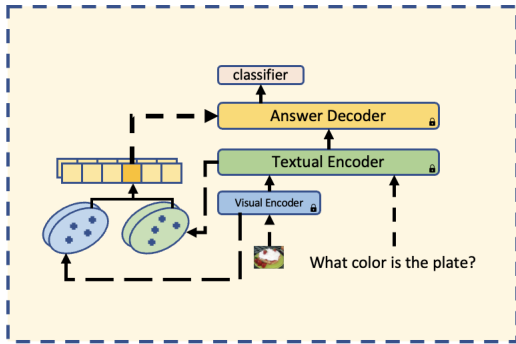 classifier
Answer Decoder
Textual Encoder
Visual Encoder
What color is the plate?